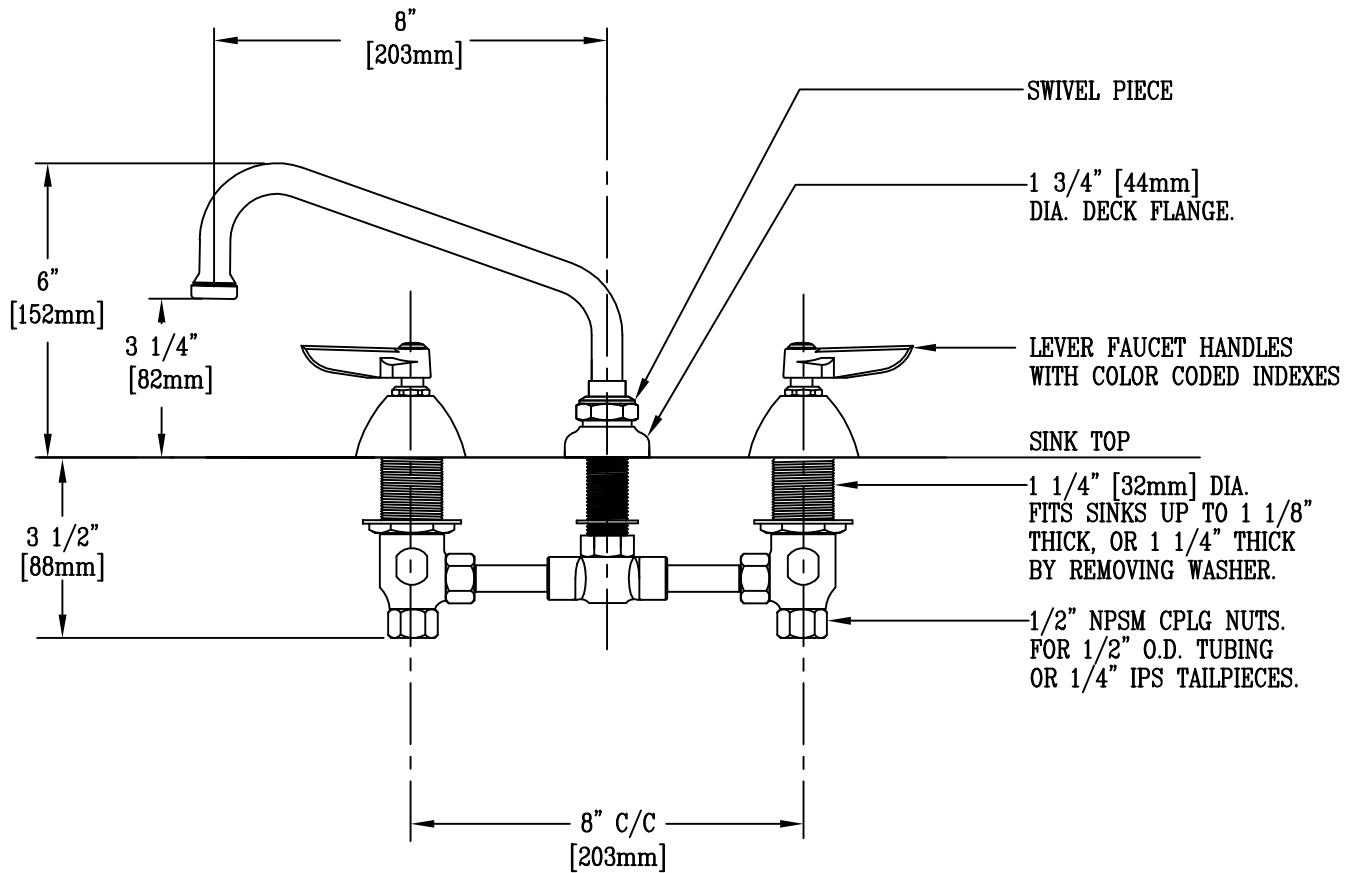 8"
[203mm]
SWIVEL PIECE
1 3/4" [44mm]
DIA. DECK FLANGE.
6"
[152mm]
3 1/4"
[82mm]
LEVER FAUCET HANDLES
WITH COLOR CODED INDEXES
SINK TOP
1 1/4" [32mm] DIA.
FITS SINKS UP TO 1 1/8"
THICK, OR 1 1/4" THICK
BY REMOVING WASHER.
3 1/2"
[88mm]
1/2" NPSM CPLG NUTS.
FOR 1/2" O.D. TUBING
OR 1/4" IPS TAILPIECES.
8" C/C
[203mm]